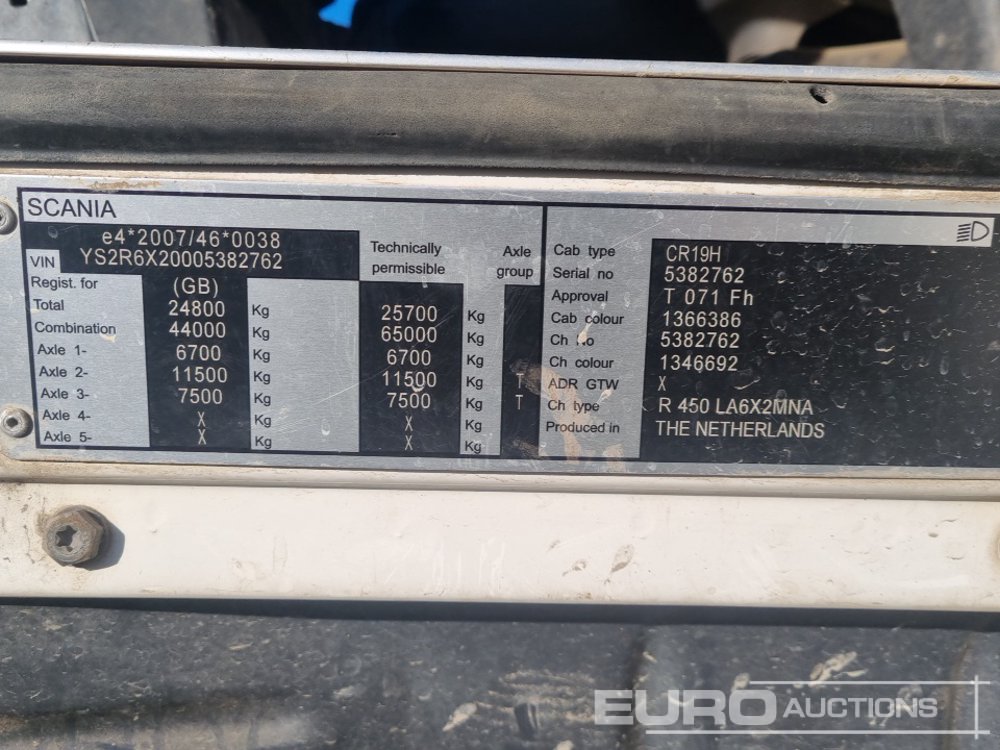 SCANIA
e4*2007/46*0038
VIN YS2R6X20005382762
Technically permissible Axle group
Regist. for (GB)
Total 24800 Kg 25700 Kg
Combination 44000 Kg 65000 Kg
Axle 1- 6700 Kg 6700 Kg
Axle 2- 11500 Kg 11500 Kg T
Axle 3- 7500 Kg 7500 Kg T
Axle 4- X Kg X Kg
Axle 5- X Kg X Kg
Cab type CR19H
Serial no 5382762
Approval T 071 Fh
Cab colour 1366386
Ch No 5382762
Ch colour 1346692
ADR GTW X
Ch type R 450 LA6X2MNA
Produced in THE NETHERLANDS
EURO AUCTIONS